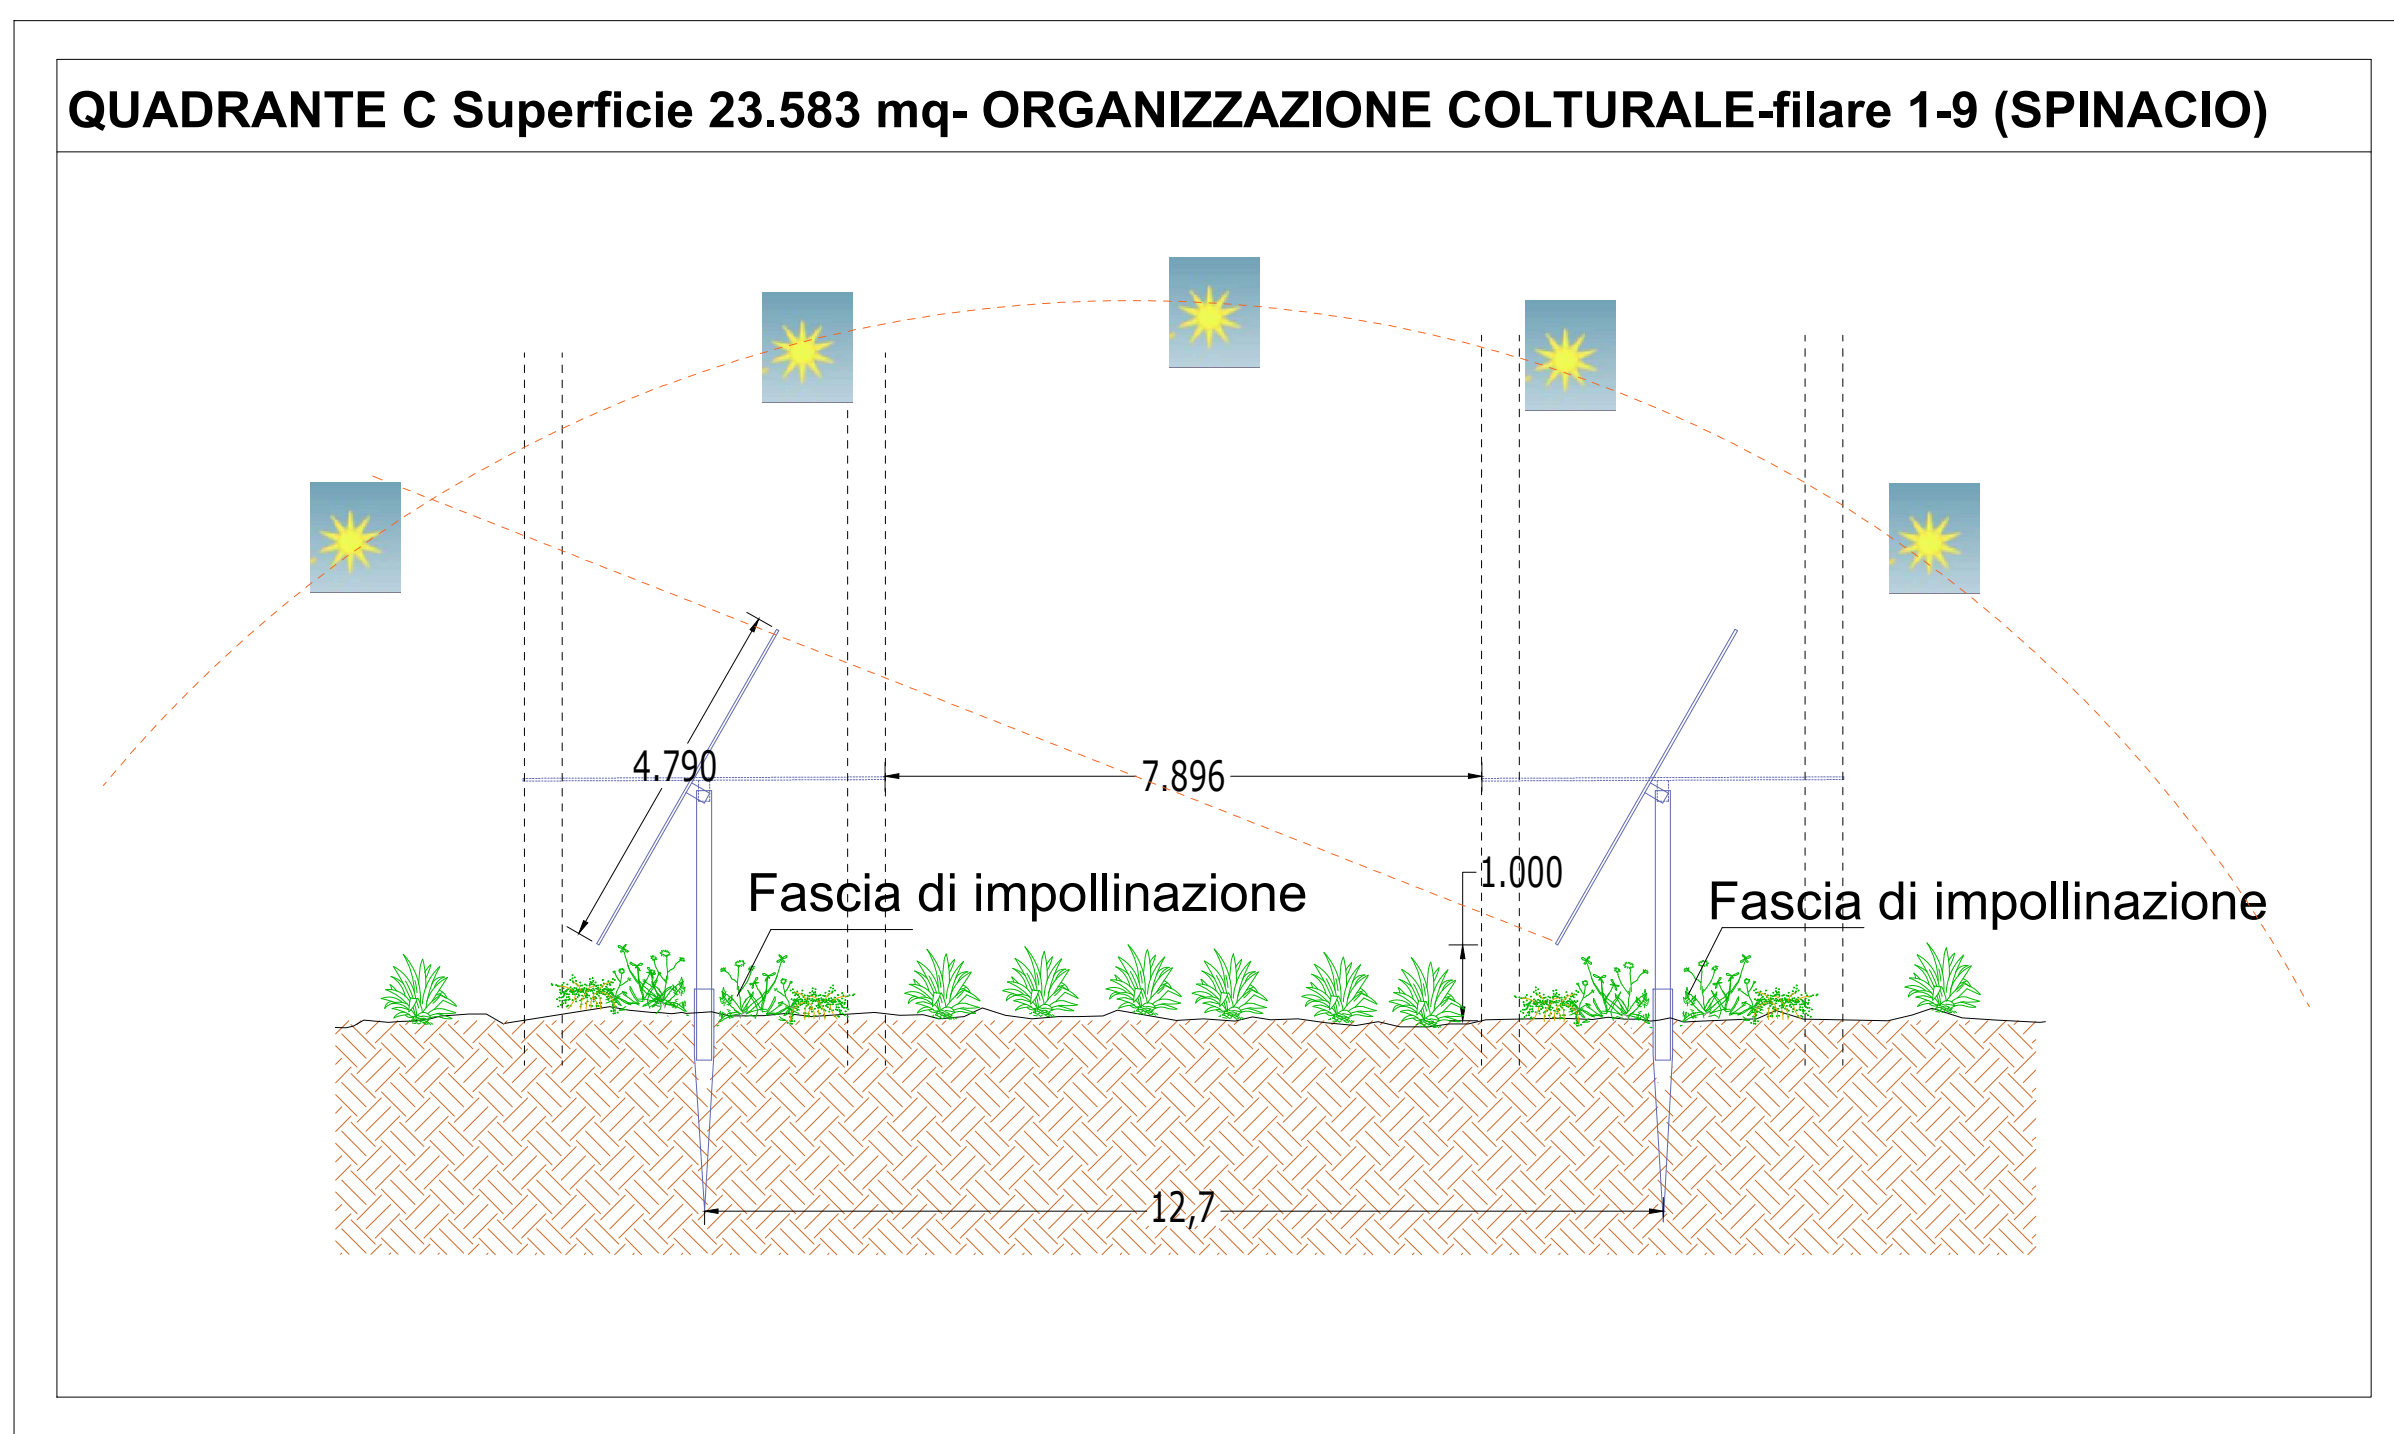 QUADRANTE C Superficie 23.583 mq- ORGANIZZAZIONE COLTURALE-filare 1-9 (SPINACIO)
4.790
7.896
1.000
Fascia di impollinazione
Fascia di impollinazione
12,7